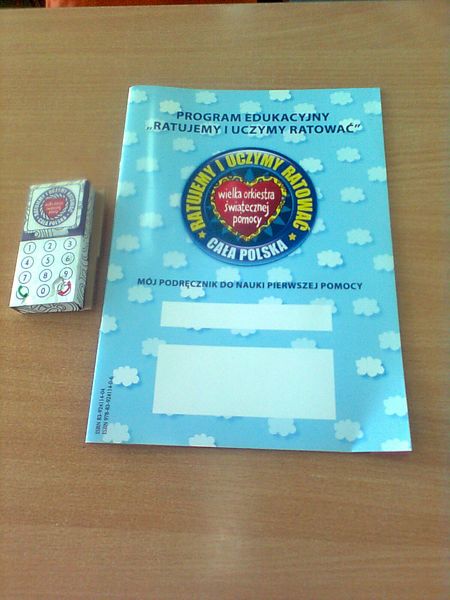 PROGRAM EDUKACYJNY
„RATUJEMY I UCZYMY RATOWAĆ"
RATUJEMY I UCZYMY RATOWAĆ
wielka orkiestra
świątecznej
pomocy
CAŁA POLSKA
MÓJ PODRĘCZNIK DO NAUKI PIERWSZEJ POMOCY
1 2 3
4 5 6
7 8 9
0